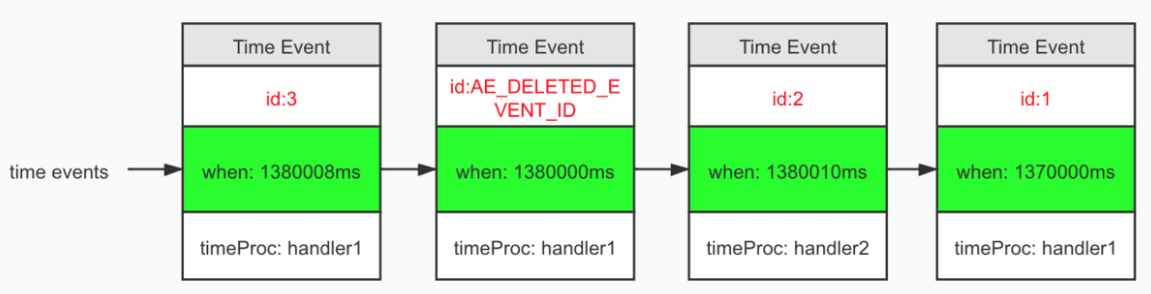 Time Event
id:3
when: 1380008ms
timeProc: handler1
Time Event
id:AE_DELETED_E
VENT_ID
when: 1380000ms
timeProc: handler1
Time Event
id:2
when: 1380010ms
timeProc: handler2
Time Event
id:1
when: 1370000ms
timeProc: handler1
time events